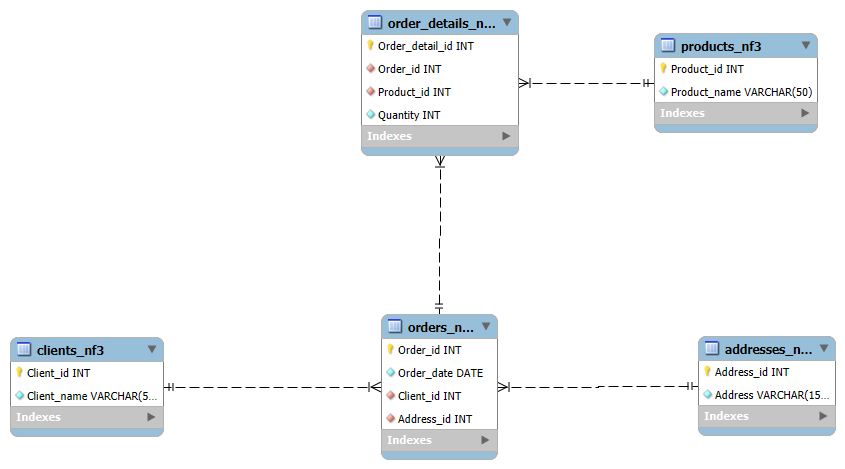 order_details_n...
Order_detail_id INT
Order_id INT
Product_id INT
Quantity INT
Indexes
products_nf3
Product_id INT
Product_name VARCHAR(50)
Indexes
clients_nf3
Client_id INT
Client_name VARCHAR(5...
Indexes
orders_n...
Order_id INT
Order_date DATE
Client_id INT
Address_id INT
Indexes
addresses_n...
Address_id INT
Address VARCHAR(15...
Indexes